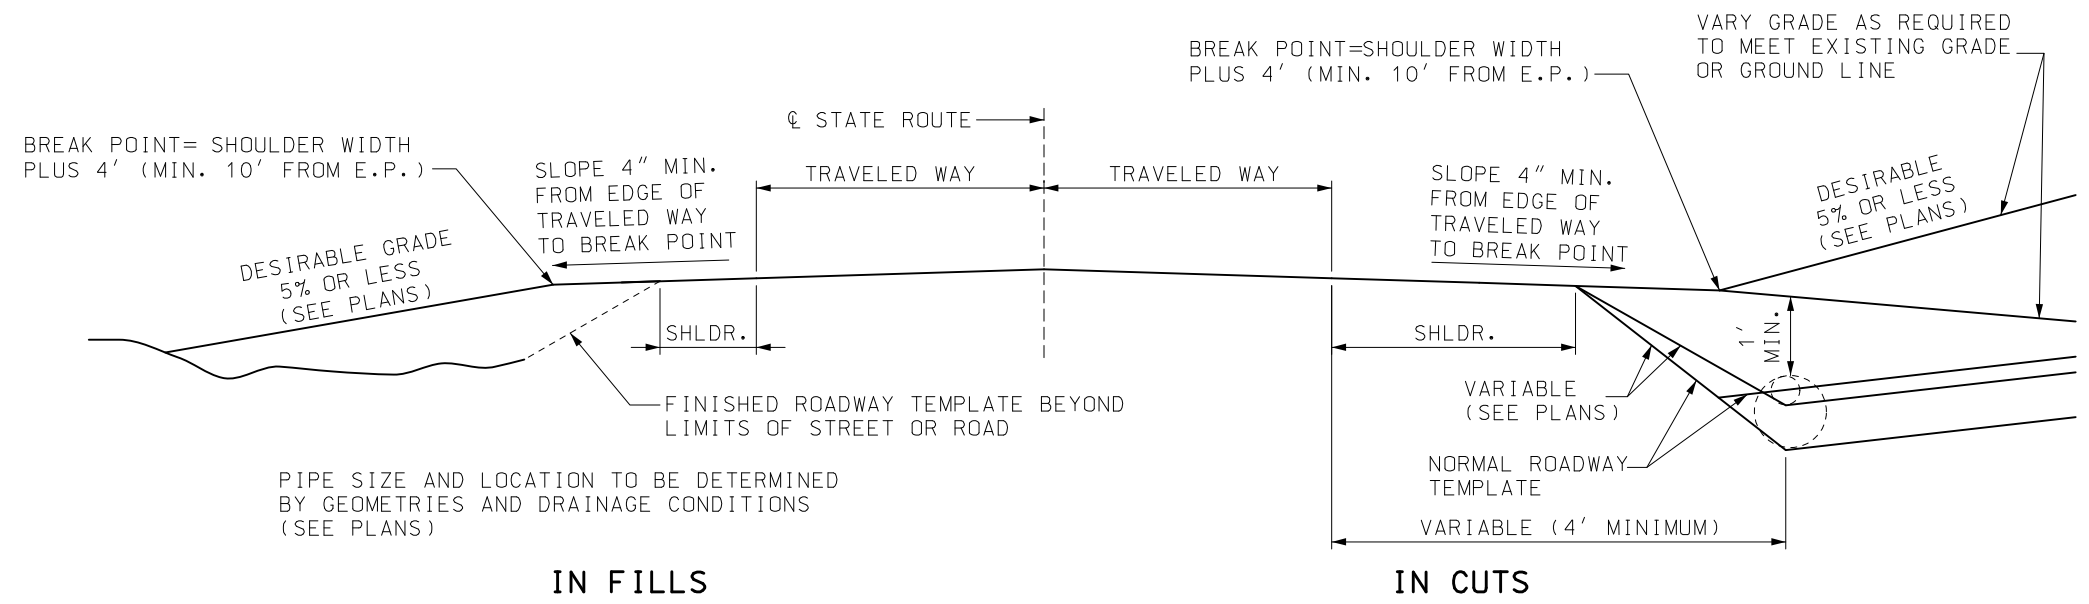 VARY GRADE AS REQUIRED
TO MEET EXISTING GRADE
OR GROUND LINE
BREAK POINT=SHOULDER WIDTH
PLUS 4' (MIN. 10' FROM E.P.)
℄ STATE ROUTE
BREAK POINT= SHOULDER WIDTH
PLUS 4' (MIN. 10' FROM E.P.)
SLOPE 4" MIN.
FROM EDGE OF
TRAVELED WAY
TO BREAK POINT
TRAVELED WAY
TRAVELED WAY
SLOPE 4" MIN.
FROM EDGE OF
TRAVELED WAY
TO BREAK POINT
DESIRABLE
5% OR LESS
(SEE PLANS)
DESIRABLE GRADE
5% OR LESS
(SEE PLANS)
SHLDR.
SHLDR.
1'
MIN.
VARIABLE
(SEE PLANS)
FINISHED ROADWAY TEMPLATE BEYOND
LIMITS OF STREET OR ROAD
NORMAL ROADWAY
TEMPLATE
PIPE SIZE AND LOCATION TO BE DETERMINED
BY GEOMETRIES AND DRAINAGE CONDITIONS
(SEE PLANS)
VARIABLE (4' MINIMUM)
IN FILLS
IN CUTS